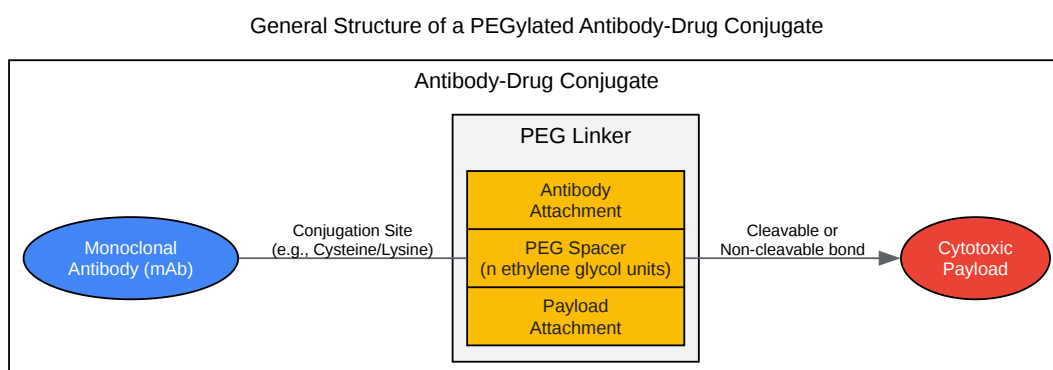 General Structure of a PEGylated Antibody-Drug Conjugate
Antibody-Drug Conjugate
PEG Linker
Monoclonal
Antibody (mAb)
Conjugation Site
(e.g., Cysteine/Lysine)
Antibody
Attachment
PEG Spacer
(n ethylene glycol units)
Payload
Attachment
Cleavable or
Non-cleavable bond
Cytotoxic
Payload